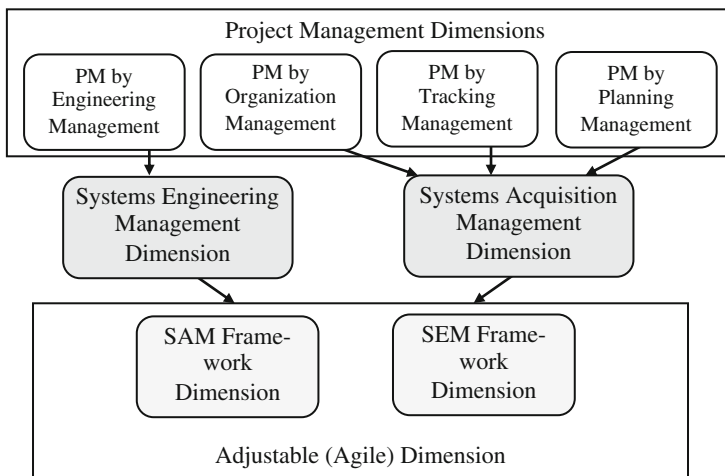 Project Management Dimensions
PM by
Engineering
Management
PM by
Organization
Management
PM by
Tracking
Management
PM by
Planning
Management
Systems Engineering
Management
Dimension
Systems Acquisition
Management
Dimension
SAM Frame-
work
Dimension
SEM Frame-
work
Dimension
Adjustable (Agile) Dimension